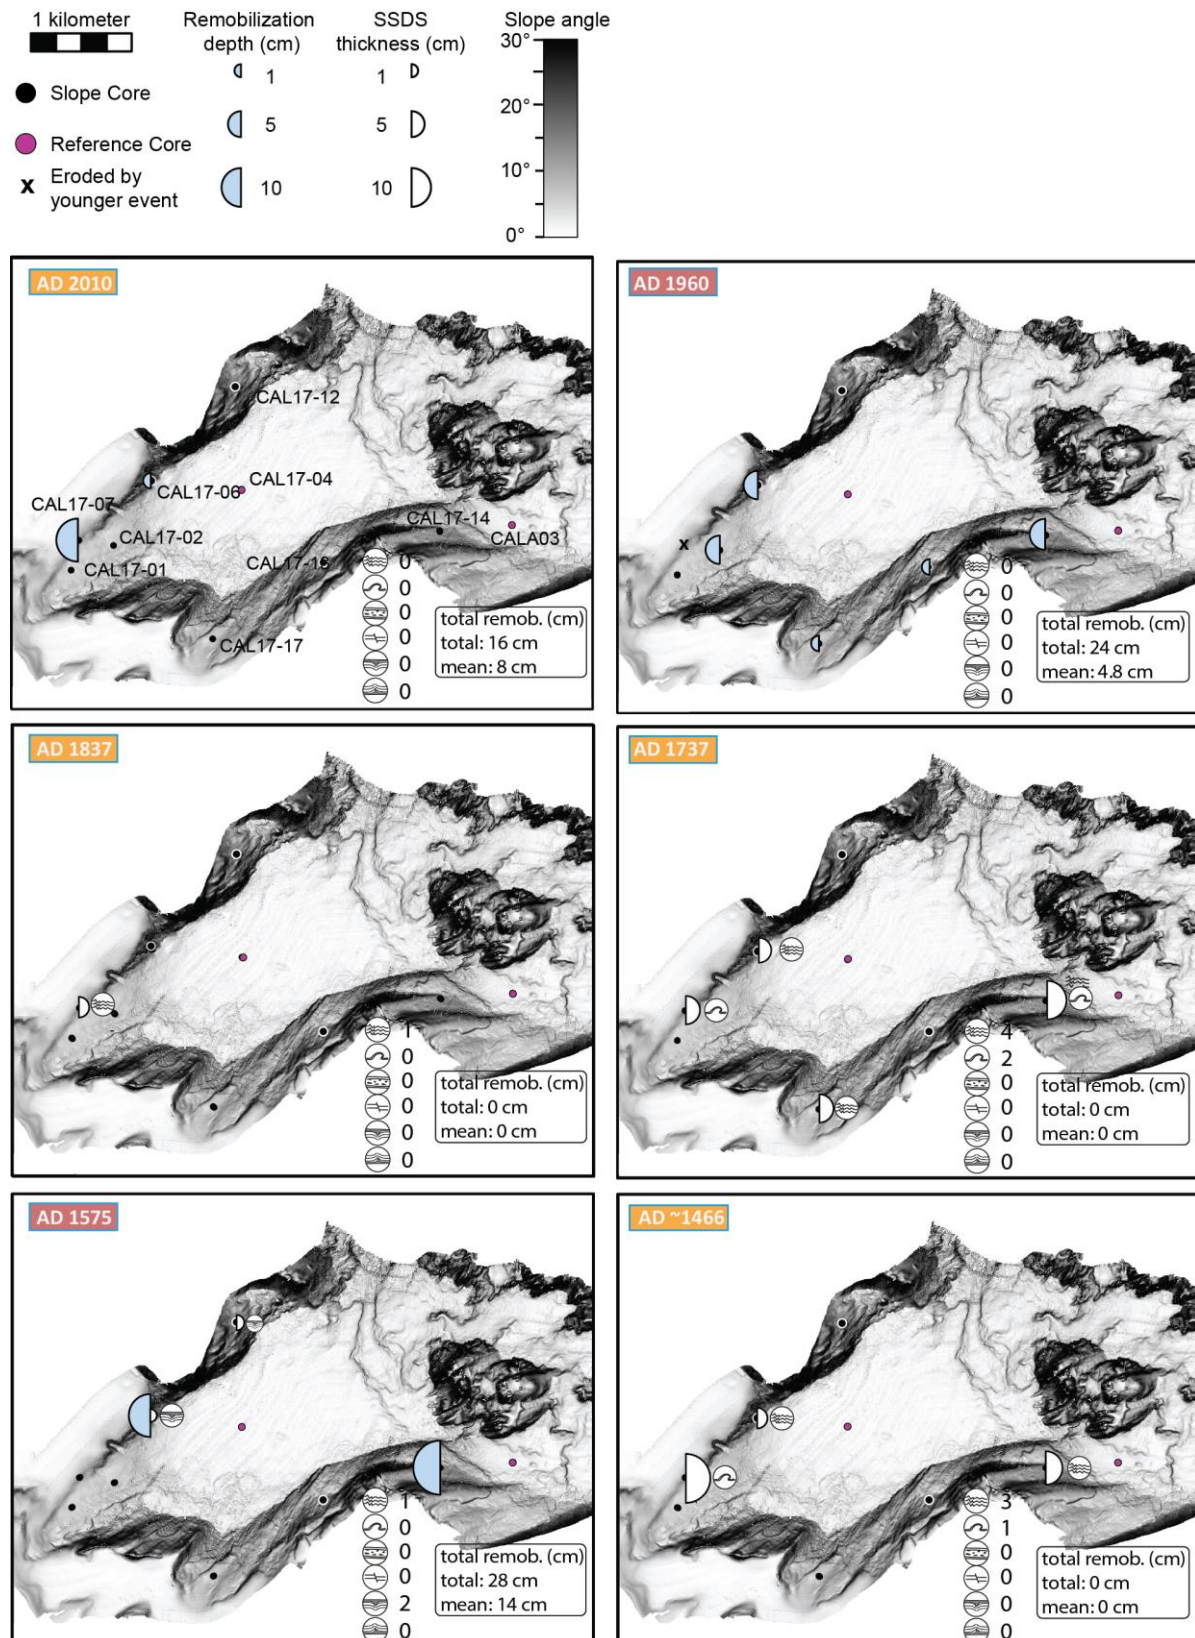 1 kilometer
Slope Core
Reference Core
x Eroded by
younger event
Remobilization
depth (cm)
1
5
10
SSDS
thickness (cm)
1
5
10
Slope angle
30°
20°
10°
0°
AD 2010
CAL17-12
CAL17-04
CAL17-06
CAL17-07
CAL17-02
CAL17-01
CAL17-14
CALA03
CAL17-13
CAL17-17
0
0
0
0
0
0
total remob. (cm)
total: 16 cm
mean: 8 cm
AD 1960
x
0
0
0
0
0
0
total remob. (cm)
total: 24 cm
mean: 4.8 cm
AD 1837
1
0
0
0
0
0
total remob. (cm)
total: 0 cm
mean: 0 cm
AD 1737
4
2
0
0
0
0
total remob. (cm)
total: 0 cm
mean: 0 cm
AD 1575
1
0
0
0
2
0
total remob. (cm)
total: 28 cm
mean: 14 cm
AD ~1466
3
1
0
0
0
0
total remob. (cm)
total: 0 cm
mean: 0 cm